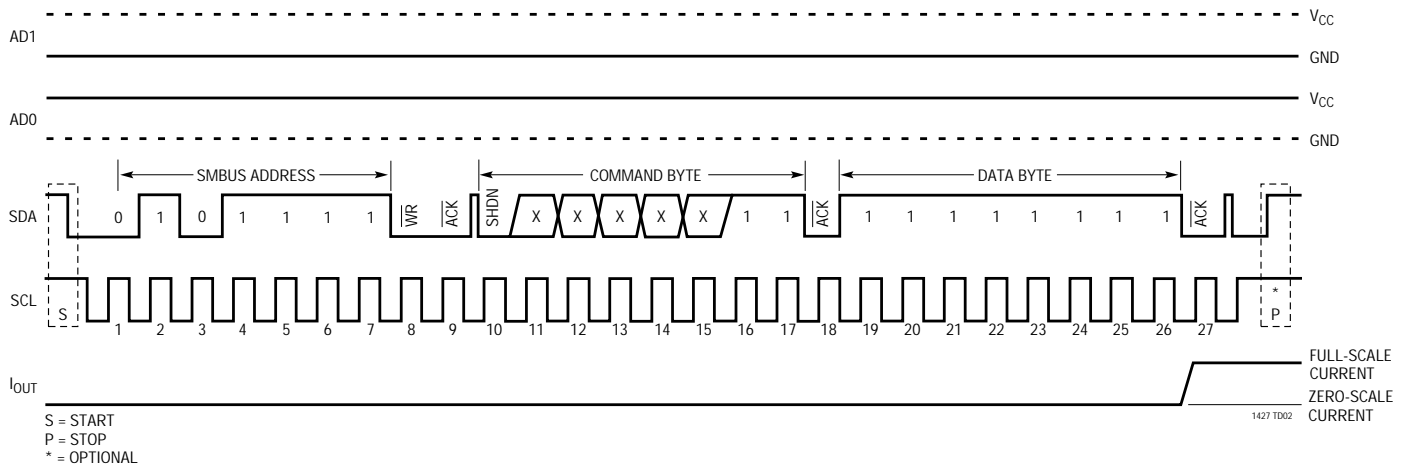 V_CC
AD1
GND
V_CC
AD0
GND
SMBUS ADDRESS COMMAND BYTE DATA BYTE
SDA 0 1 0 1 1 1 1 WR ACK SHDN X X X X X 1 1 ACK 1 1 1 1 1 1 1 1 ACK
SCL
S * P
1 2 3 4 5 6 7 8 9 10 11 12 13 14 15 16 17 18 19 20 21 22 23 24 25 26 27
FULL-SCALE
CURRENT
I_OUT
ZERO-SCALE
CURRENT
1427 TD02
S = START
P = STOP
* = OPTIONAL